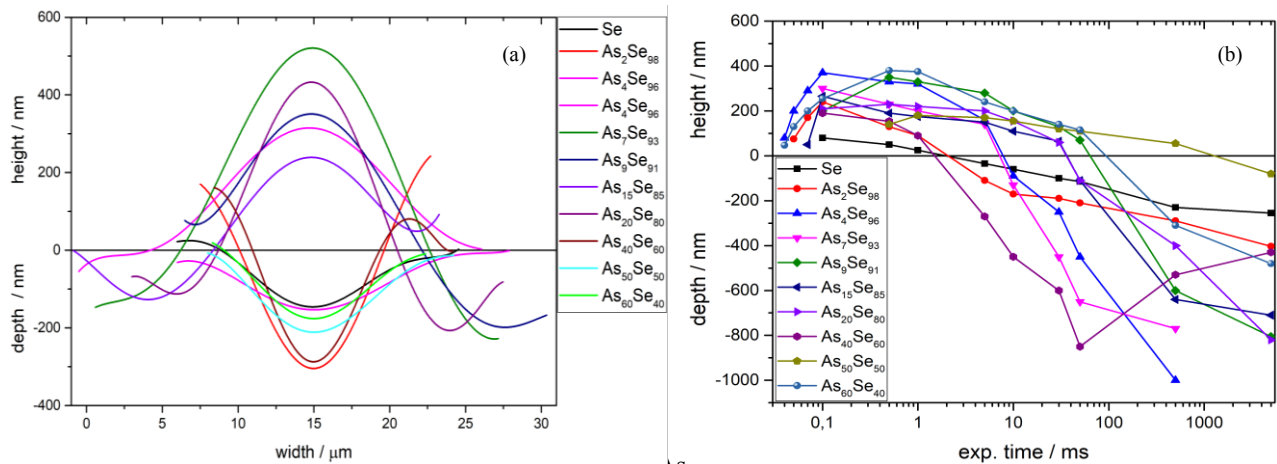 600
400
200
0
-200
-400
height / nm
depth / nm
0
5
10
15
20
25
30
width / μm
(a)
Se
As2Se98
As4Se96
As4Se96
As7Se93
As9Se91
As15Se85
As20Se80
As40Se60
As50Se50
As60Se40
600
400
200
0
-200
-400
-600
-800
-1000
height / nm
depth / nm
0,1
1
10
100
1000
exp. time / ms
(b)
Se
As2Se98
As4Se96
As7Se93
As9Se91
As15Se85
As20Se80
As40Se60
As50Se50
As60Se40